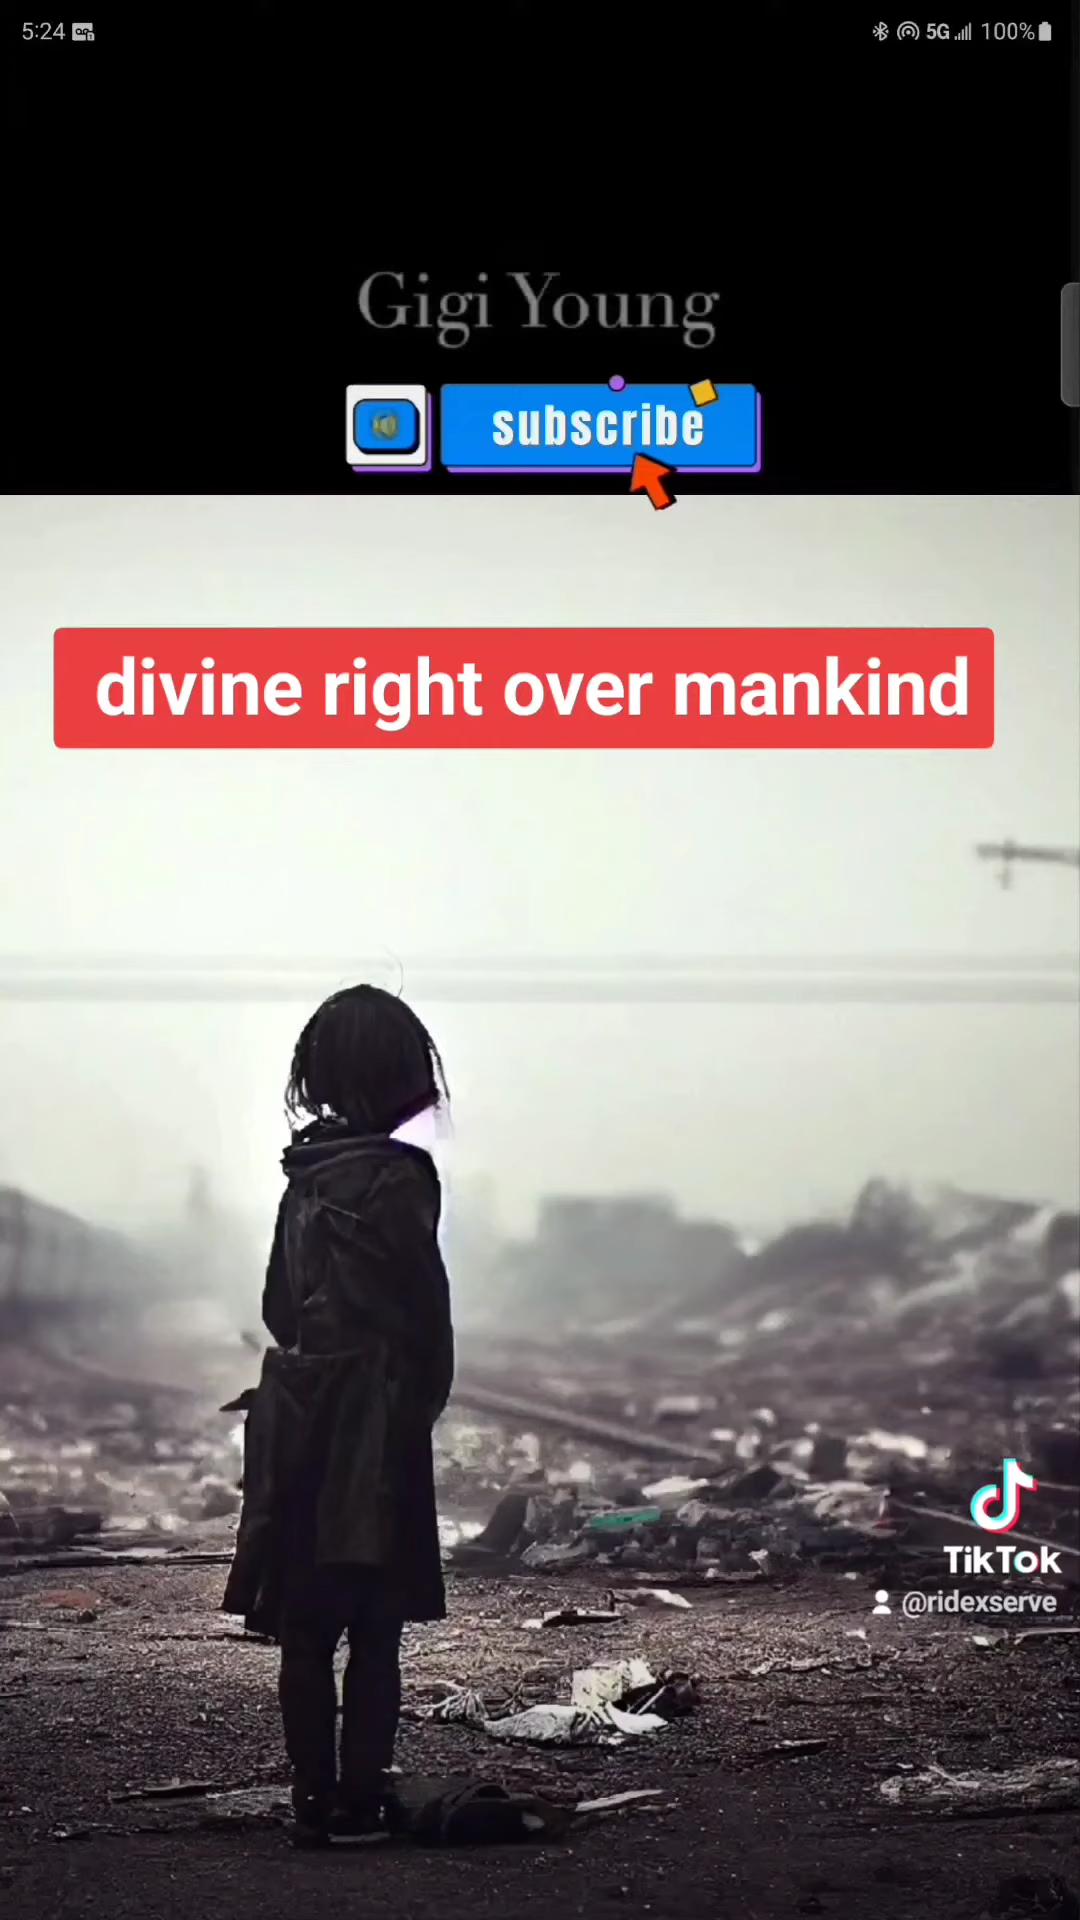 5:24
5G 100%
Gigi Young
subscribe
divine right over mankind
TikTok
@ridexserve